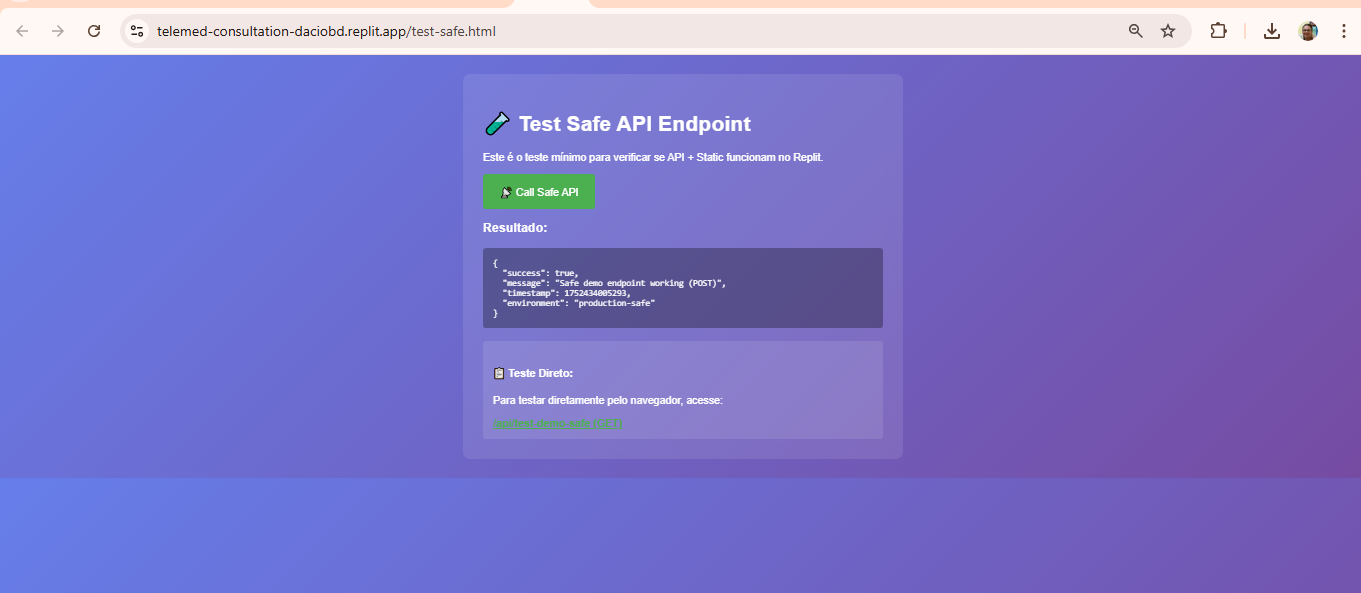 telemed-consultation-daciobd.replit.app/test-safe.html
Test Safe API Endpoint
Este é o teste mínimo para verificar se API + Static funcionam no Replit.
Call Safe API
Resultado:
{
"success": true,
"message": "Safe demo endpoint working (POST)",
"timestamp": 1752434005293,
"environment": "production-safe"
}
Teste Direto:
Para testar diretamente pelo navegador, acesse: